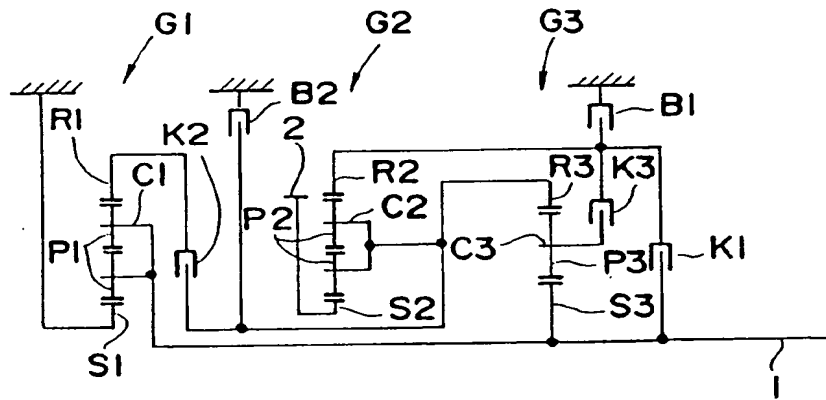 G1 G2 G3
B2 B1
R1 K2 2 R2 R3 K3
C1 C2
P1 P2 C3 P3 K1
S2 S3
S1 1